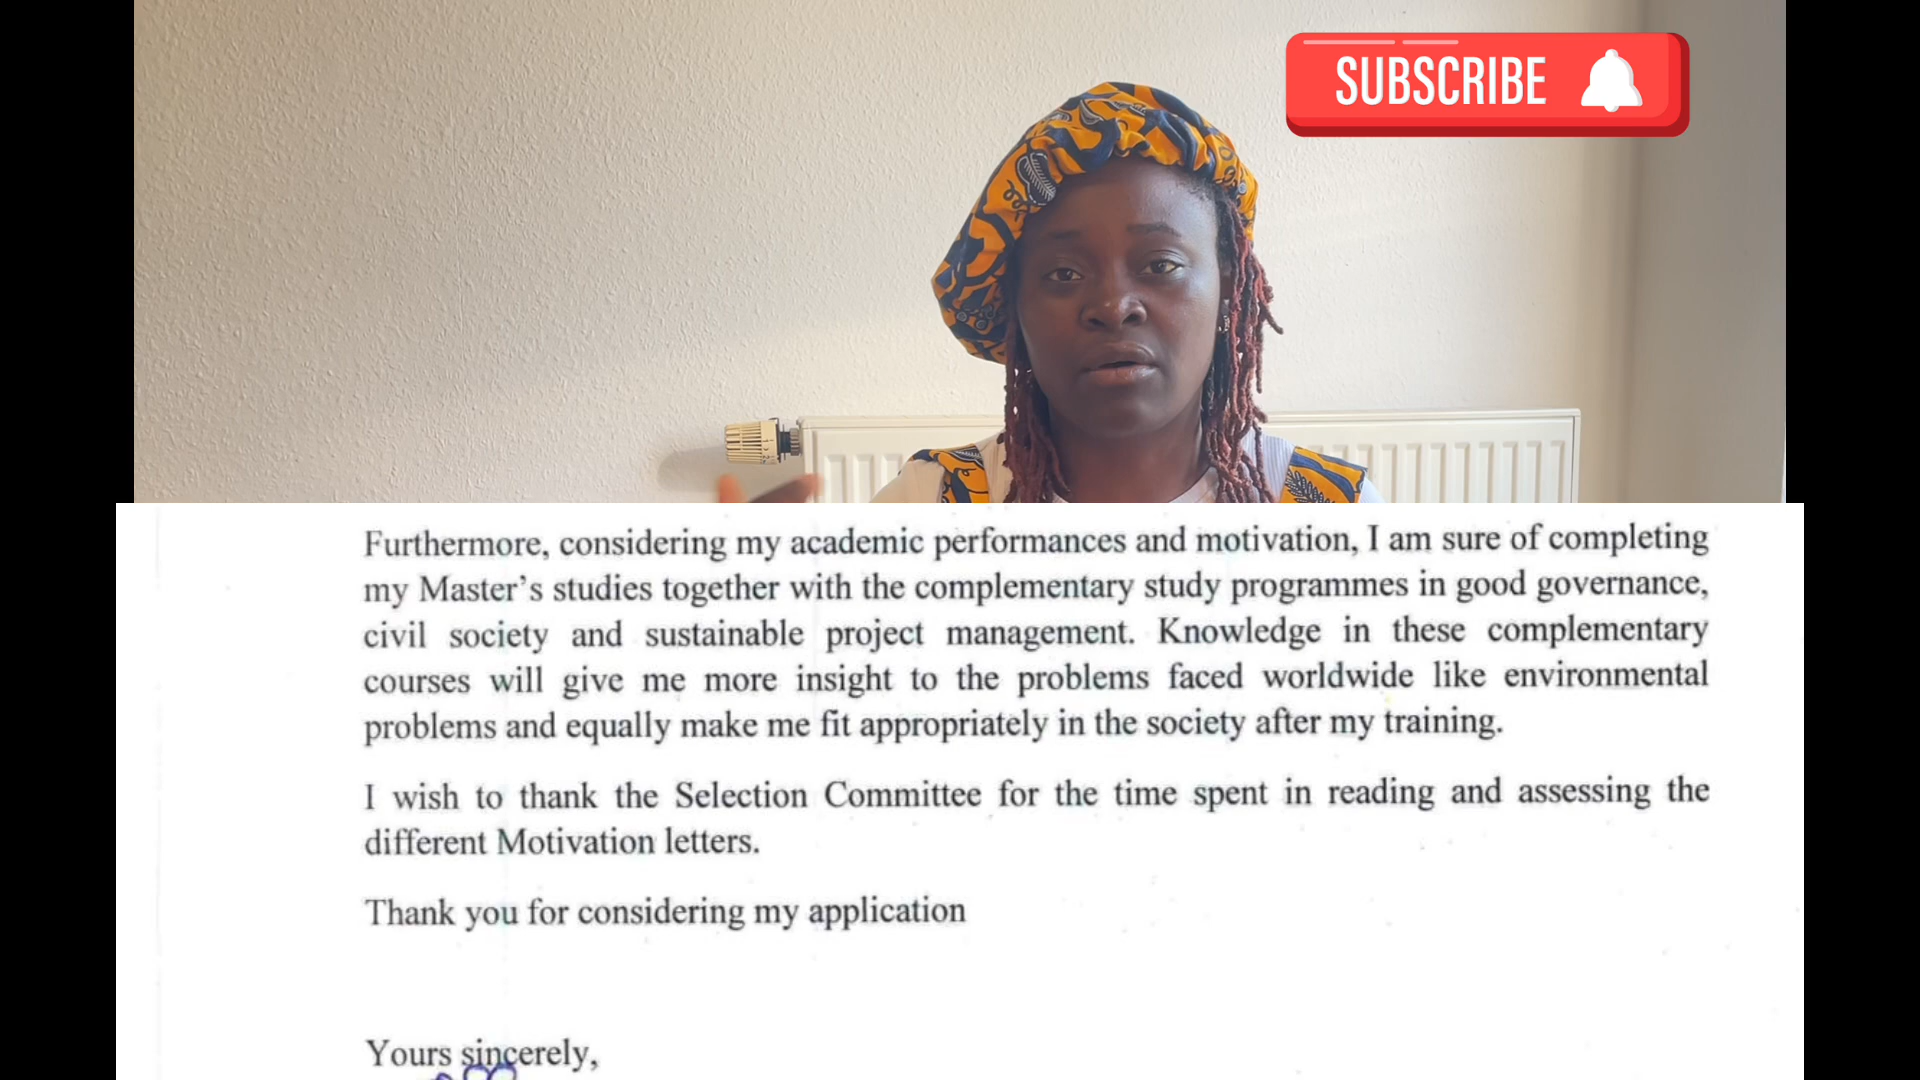 SUBSCRIBE
Furthermore, considering my academic performances and motivation, I am sure of completing
my Master’s studies together with the complementary study programmes in good governance,
civil society and sustainable project management. Knowledge in these complementary
courses will give me more insight to the problems faced worldwide like environmental
problems and equally make me fit appropriately in the society after my training.
I wish to thank the Selection Committee for the time spent in reading and assessing the
different Motivation letters.
Thank you for considering my application
Yours sincerely,